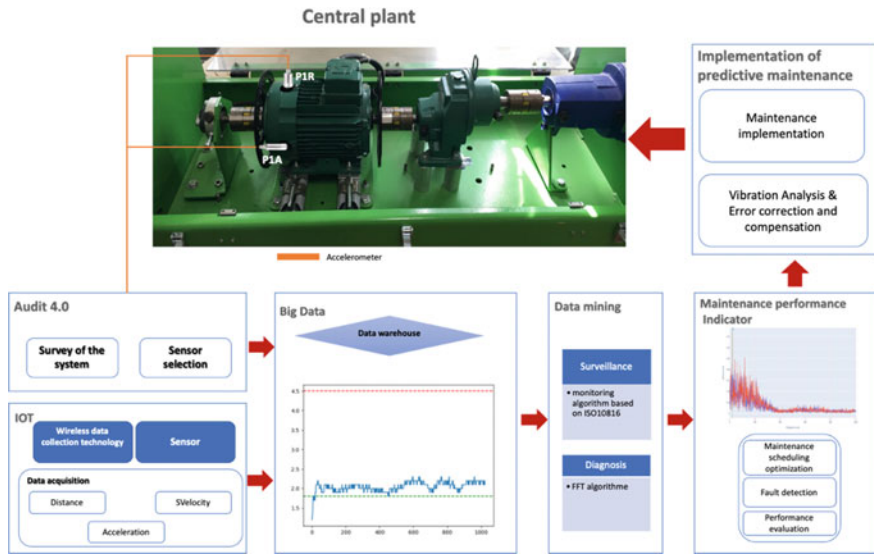 Central plant
P1R
P1A
Accelerometer
Implementation of
predictive maintenance
Maintenance
implementation
Vibration Analysis &
Error correction and
compensation
Audit 4.0
Survey of the
system
Sensor
selection
IOT
Wireless data
collection technology
Sensor
Data acquisition
Distance
SVelocity
Acceleration
Big Data
Data warehouse
4.5
4.0
3.5
3.0
2.5
2.0
1.5
0
200
400
600
800
1000
Data mining
Surveillance
• monitoring
algorithm based
on ISO10816
Diagnosis
• FFT algorithme
Maintenance performance
Indicator
Maintenance
scheduling
optimization
Fault detection
Performance
evaluation